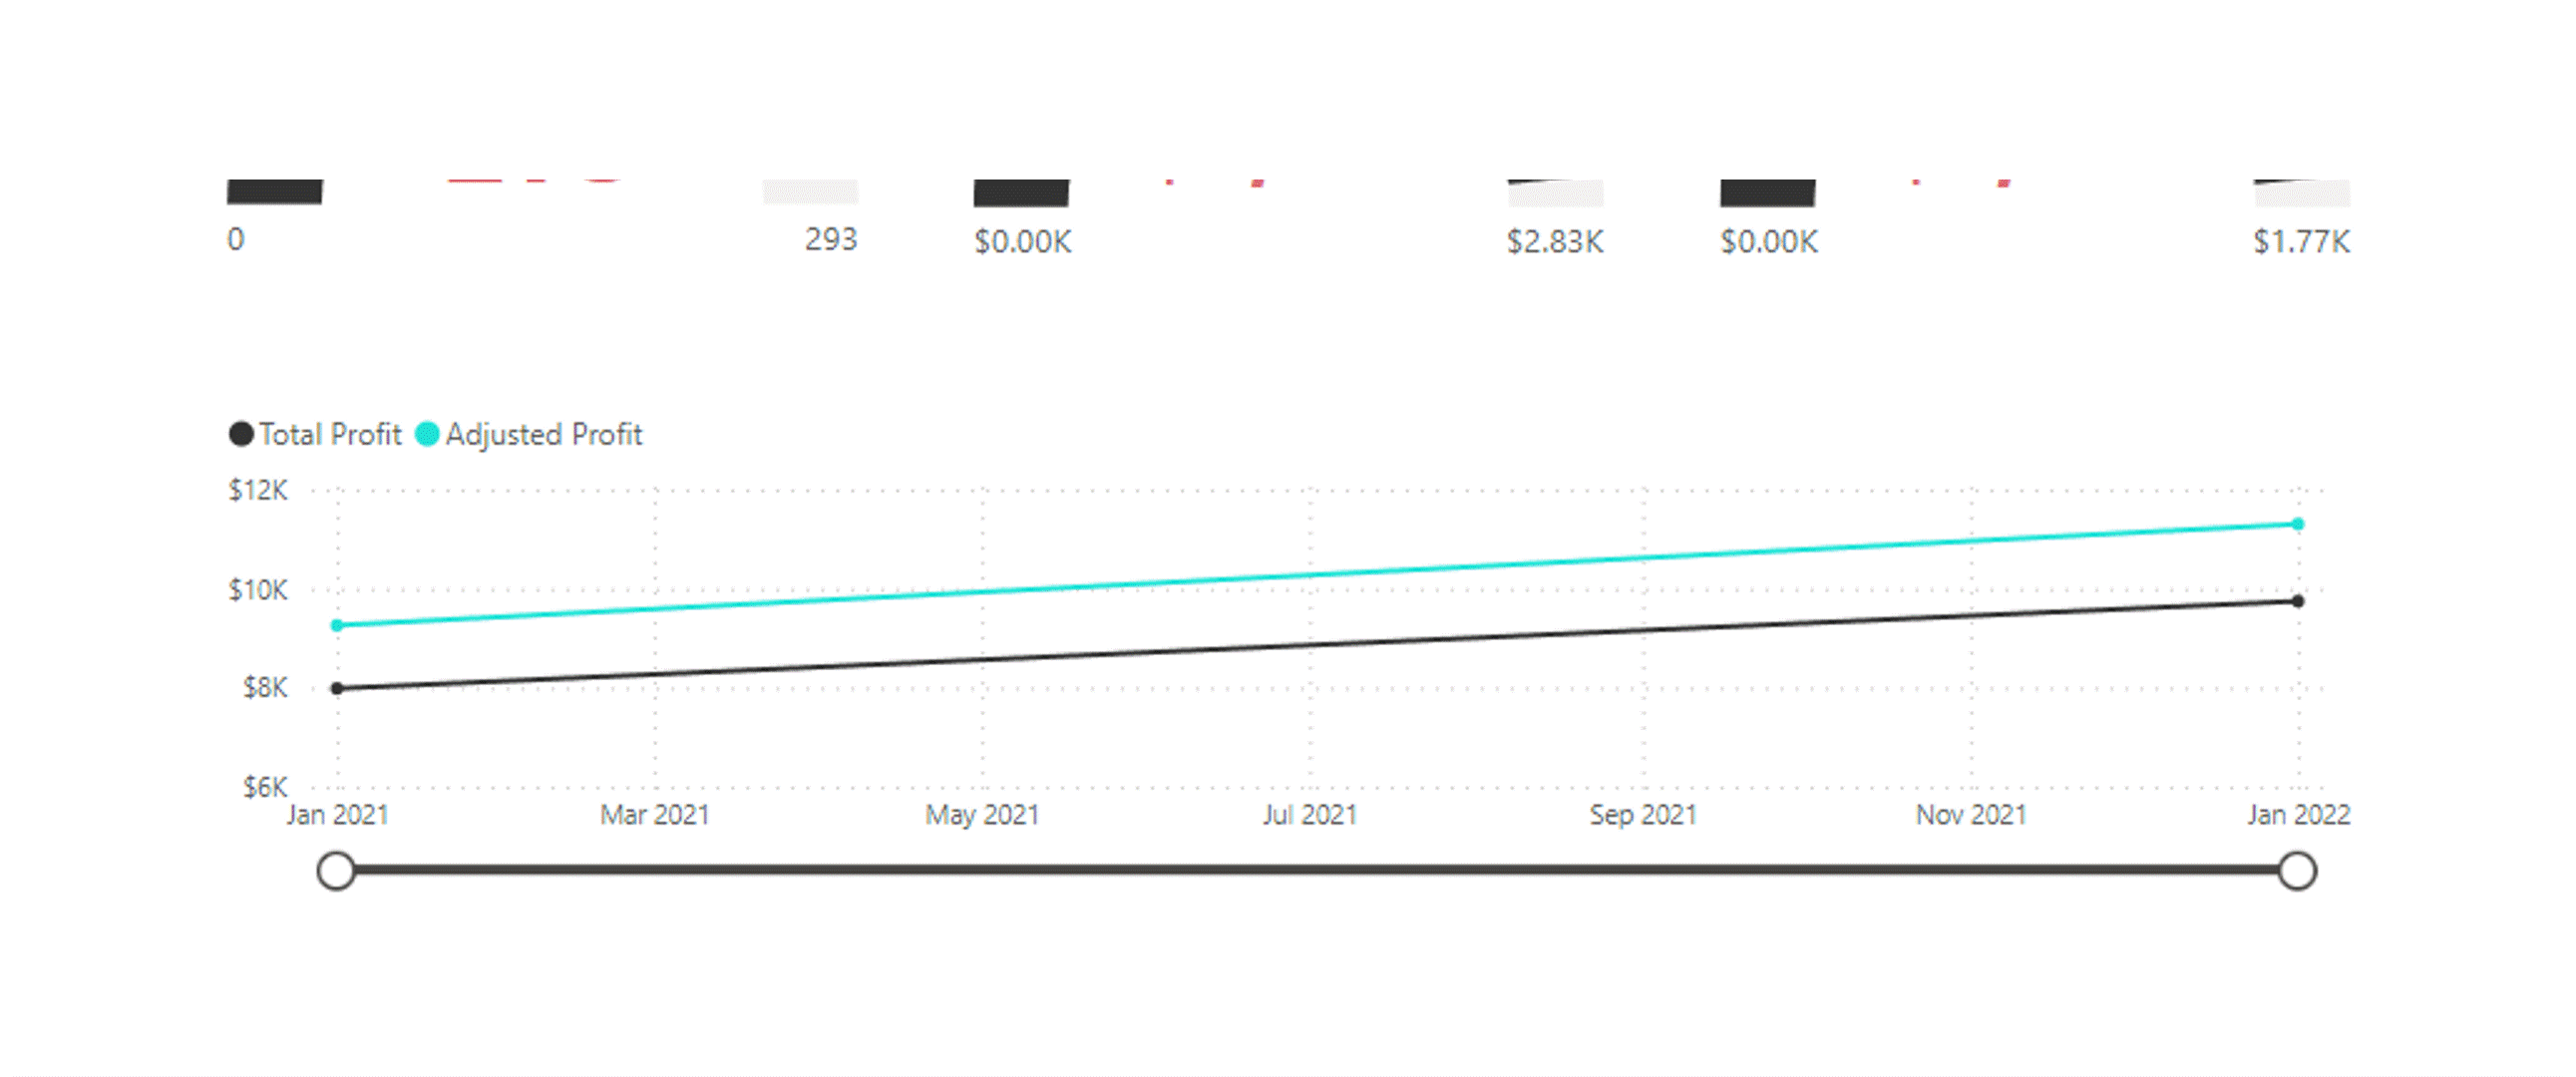 0 293 $0.00K $2.83K $0.00K $1.77K
Total Profit Adjusted Profit
$12K
$10K
$8K
$6K
Jan 2021 Mar 2021 May 2021 Jul 2021 Sep 2021 Nov 2021 Jan 2022